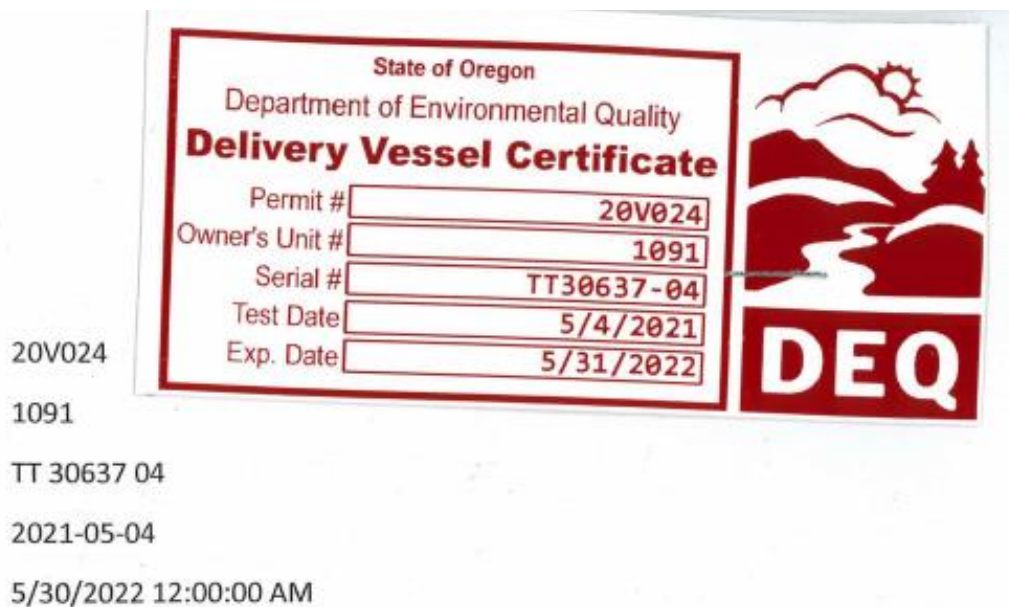 State of Oregon
Department of Environmental Quality
Delivery Vessel Certificate
Permit # 20V024
Owner's Unit # 1091
Serial # TT30637-04
Test Date 5/4/2021
Exp. Date 5/31/2022
DEQ
20V024
1091
TT 30637 04
2021-05-04
5/30/2022 12:00:00 AM